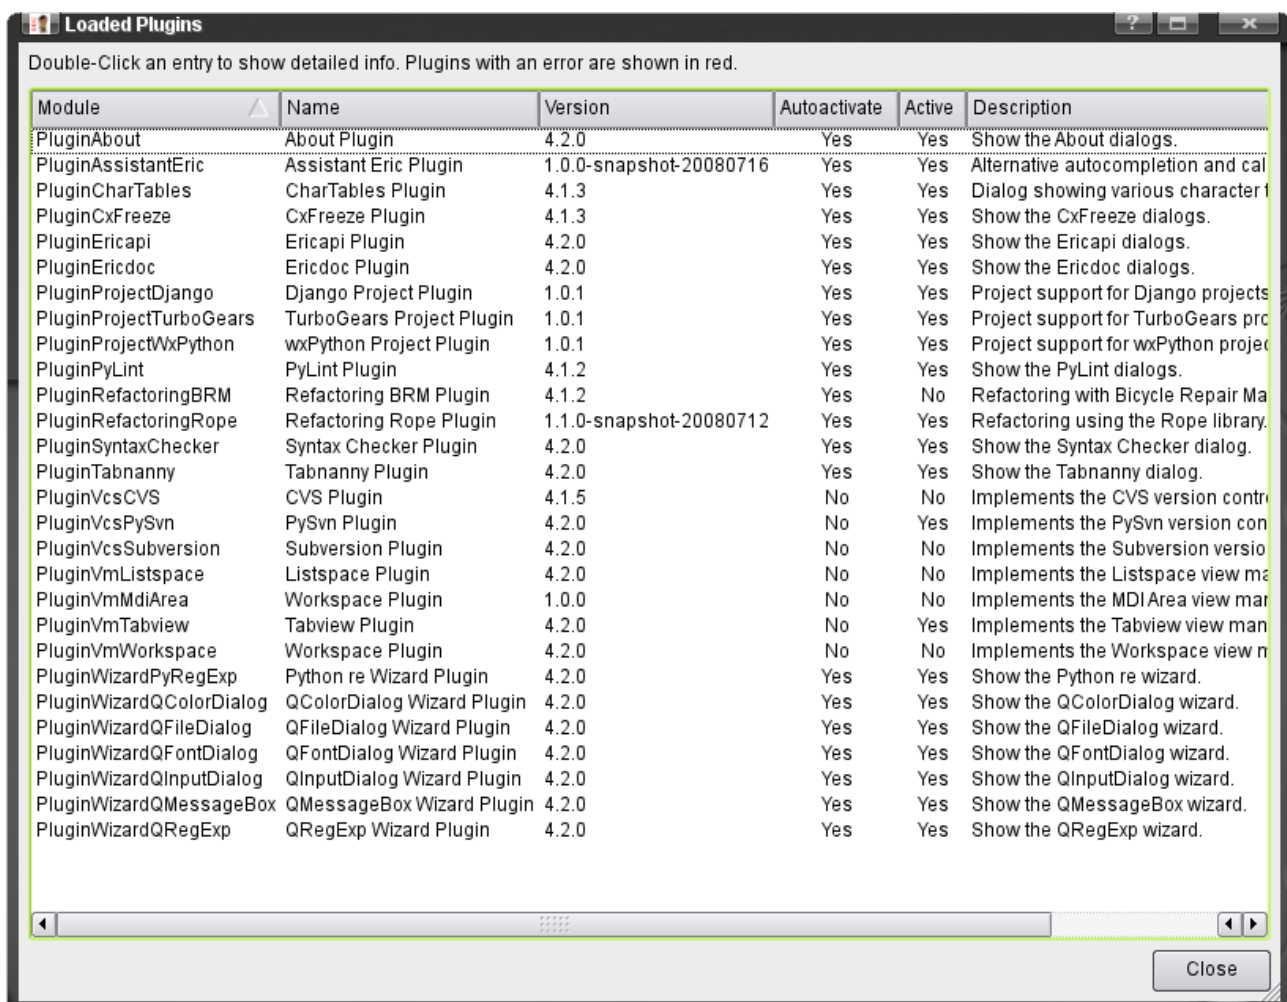 Loaded Plugins
Double-Click an entry to show detailed info. Plugins with an error are shown in red.
Module Name Version Autoactivate Active Description
PluginAbout About Plugin 4.2.0 Yes Yes Show the About dialogs.
PluginAssistantEric Assistant Eric Plugin 1.0.0-snapshot-20080716 Yes Yes Alternative autocompletion and cal
PluginCharTables CharTables Plugin 4.1.3 Yes Yes Dialog showing various character t
PluginCxFreeze CxFreeze Plugin 4.1.3 Yes Yes Show the CxFreeze dialogs.
PluginEricapi Ericapi Plugin 4.2.0 Yes Yes Show the Ericapi dialogs.
PluginEricdoc Ericdoc Plugin 4.2.0 Yes Yes Show the Ericdoc dialogs.
PluginProjectDjango Django Project Plugin 1.0.1 Yes Yes Project support for Django projects
PluginProjectTurboGears TurboGears Project Plugin 1.0.1 Yes Yes Project support for TurboGears pro
PluginProjectWxPython wxPython Project Plugin 1.0.1 Yes Yes Project support for wxPython projec
PluginPyLint PyLint Plugin 4.1.2 Yes Yes Show the PyLint dialogs.
PluginRefactoringBRM Refactoring BRM Plugin 4.1.2 Yes No Refactoring with Bicycle Repair Ma
PluginRefactoringRope Refactoring Rope Plugin 1.1.0-snapshot-20080712 Yes Yes Refactoring using the Rope library.
PluginSyntaxChecker Syntax Checker Plugin 4.2.0 Yes Yes Show the Syntax Checker dialog.
PluginTabnanny Tabnanny Plugin 4.2.0 Yes Yes Show the Tabnanny dialog.
PluginVcsCVS CVS Plugin 4.1.5 No No Implements the CVS version contr
PluginVcsPySvn PySvn Plugin 4.2.0 No Yes Implements the PySvn version con
PluginVcsSubversion Subversion Plugin 4.2.0 No No Implements the Subversion versio
PluginVmListspace Listspace Plugin 4.2.0 No No Implements the Listspace view ma
PluginVmMdiArea Workspace Plugin 1.0.0 No No Implements the MDI Area view mar
PluginVmTabview Tabview Plugin 4.2.0 No Yes Implements the Tabview view man
PluginVmWorkspace Workspace Plugin 4.2.0 No No Implements the Workspace view m
PluginWizardPyRegExp Python re Wizard Plugin 4.2.0 Yes Yes Show the Python re wizard.
PluginWizardQColorDialog QColorDialog Wizard Plugin 4.2.0 Yes Yes Show the QColorDialog wizard.
PluginWizardQFileDialog QFileDialog Wizard Plugin 4.2.0 Yes Yes Show the QFileDialog wizard.
PluginWizardQFontDialog QFontDialog Wizard Plugin 4.2.0 Yes Yes Show the QFontDialog wizard.
PluginWizardQInputDialog QInputDialog Wizard Plugin 4.2.0 Yes Yes Show the QInputDialog wizard.
PluginWizardQMessageBox QMessageBox Wizard Plugin 4.2.0 Yes Yes Show the QMessageBox wizard.
PluginWizardQRegExp QRegExp Wizard Plugin 4.2.0 Yes Yes Show the QRegExp wizard.
Close